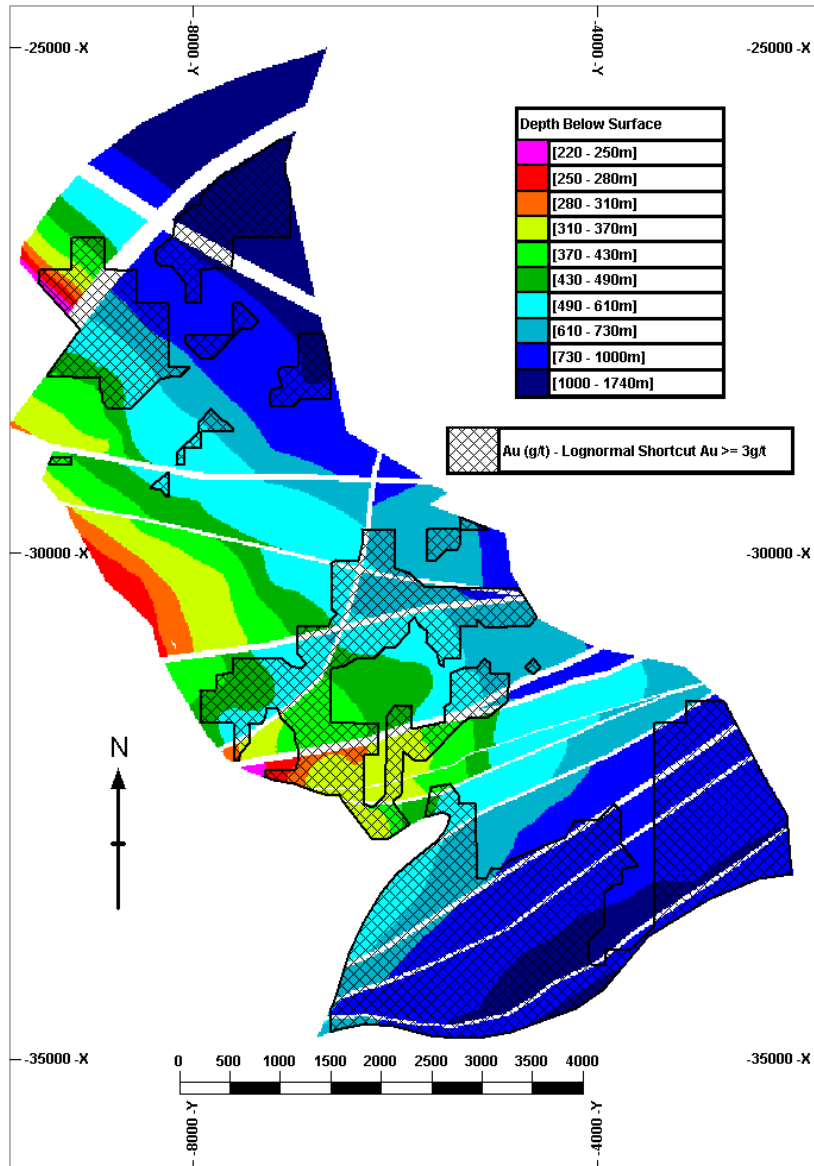 -8000 -Y
-4000 -Y
-25000 -X
-25000 -X
Depth Below Surface
[220 - 250m]
[250 - 280m]
[280 - 310m]
[310 - 370m]
[370 - 430m]
[430 - 490m]
[490 - 610m]
[610 - 730m]
[730 - 1000m]
[1000 - 1740m]
Au (g/t) - Lognormal Shortcut Au >= 3g/t
-30000 -X
-30000 -X
N
-35000 -X
-35000 -X
0 500 1000 1500 2000 2500 3000 3500 4000
-8000 -Y
-4000 -Y